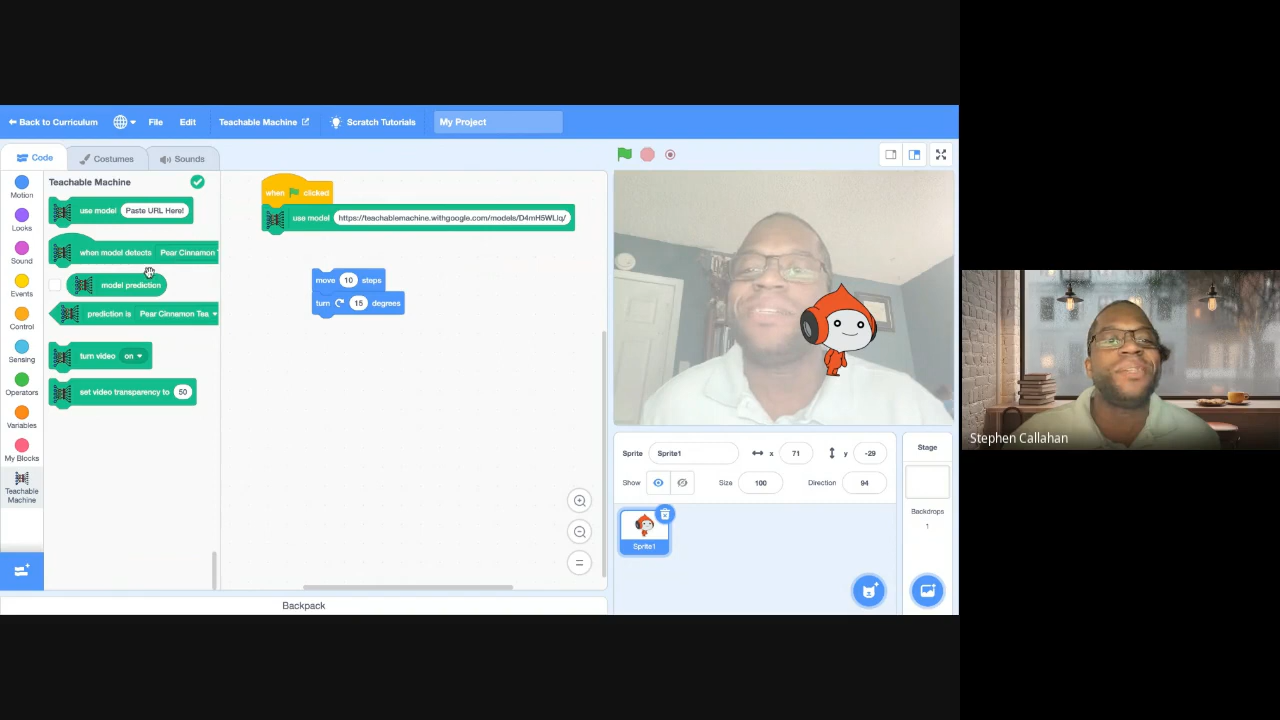 Back to Curriculum
File
Edit
Teachable Machine
Scratch Tutorials
My Project
Code
Costumes
Sounds
Motion
Looks
Sound
Events
Control
Sensing
Operators
Variables
My Blocks
Teachable
Machine
Teachable Machine
use model Paste URL Here!
when model detects Pear Cinnamon
model prediction
prediction is Pear Cinnamon Tea
turn video on
set video transparency to 50
when clicked
use model https://teachablemachine.withgoogle.com/models/D4mH5WLlq/
move 10 steps
turn 15 degrees
Backpack
Sprite Sprite1 x 71 y -29
Show Size 100 Direction 94
Sprite1
Stage
Backdrops
1
Stephen Callahan